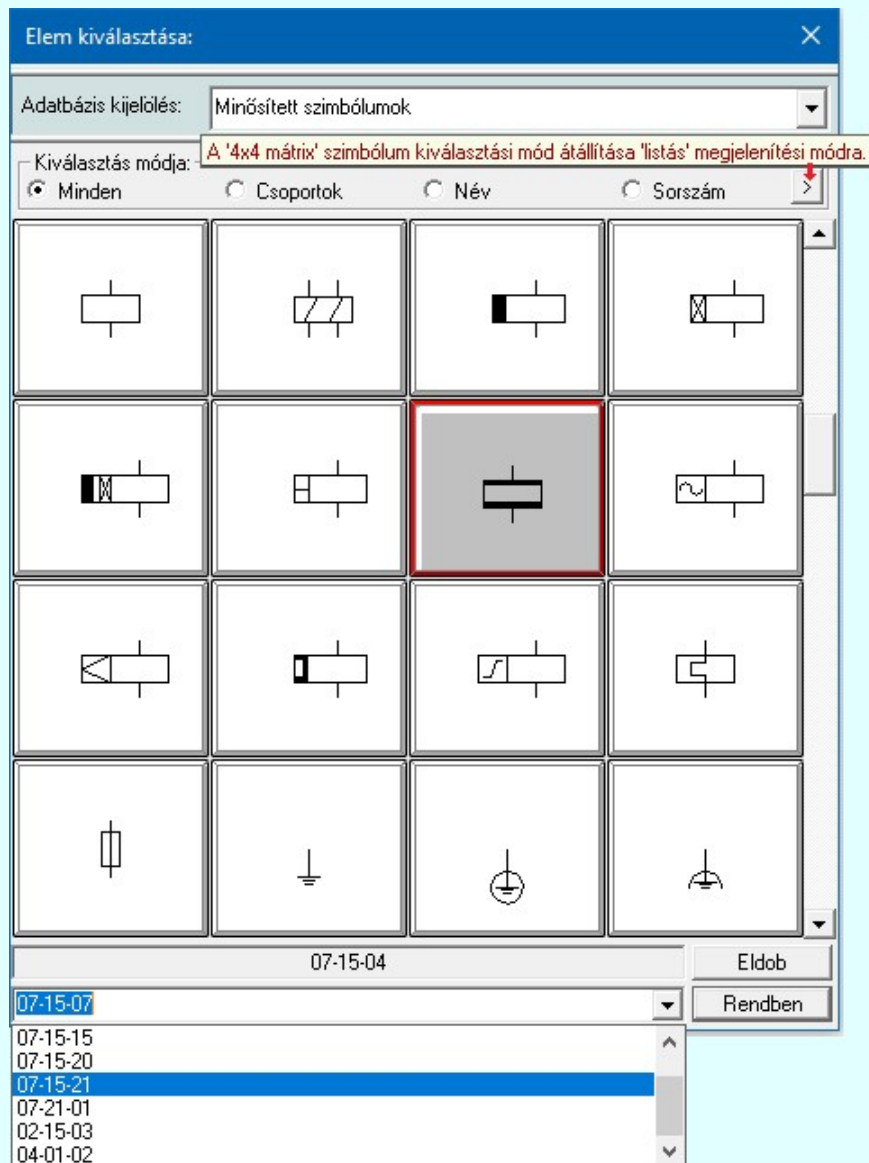 Elem kiválasztása:
Adatbázis kijelölés: Minősített szimbólumok
A '4x4 mátrix' szimbólum kiválasztási mód átállítása 'listás' megjelenítési módra.
Kiválasztás módja:
Minden Csoportok Név Sorszám >
07-15-04 Eldob
07-15-07 Rendben
07-15-15
07-15-20
07-15-21
07-21-01
02-15-03
04-01-02